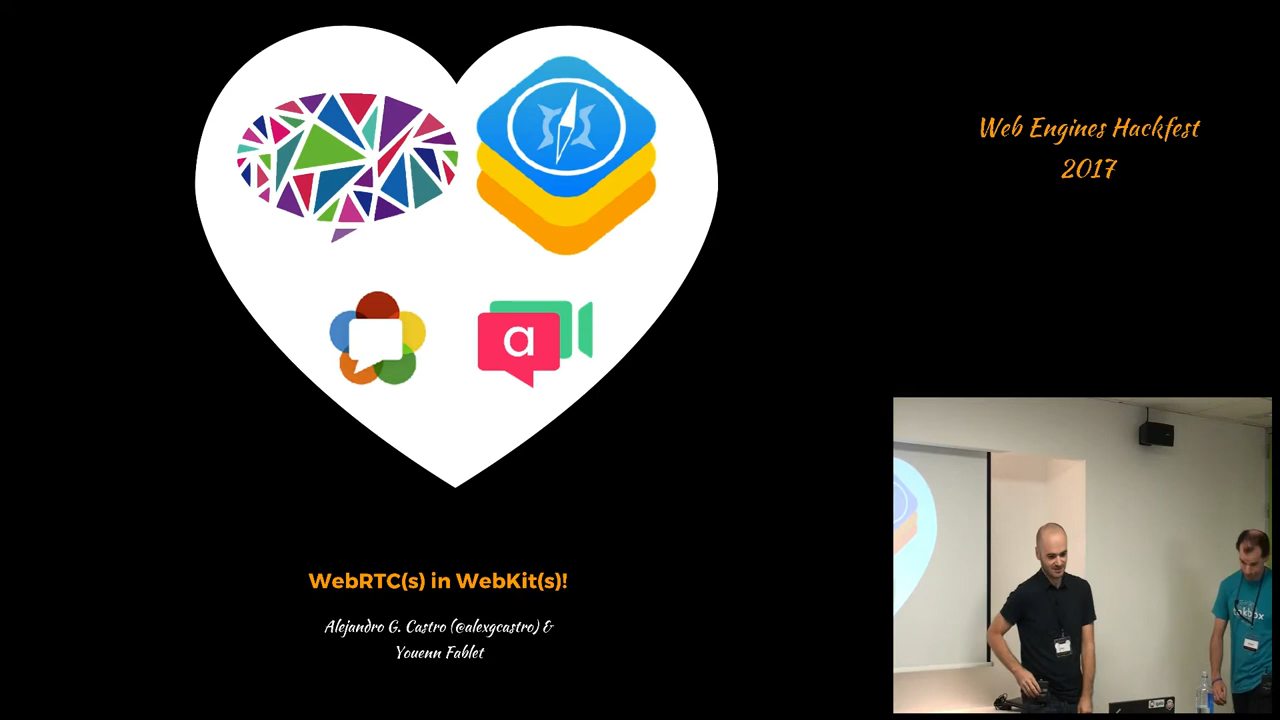 Web Engines Hackfest
2017
a
WebRTC(s) in WebKit(s)!
Alejandro G. Castro (@alexgcastro) &
Youenn Fablet